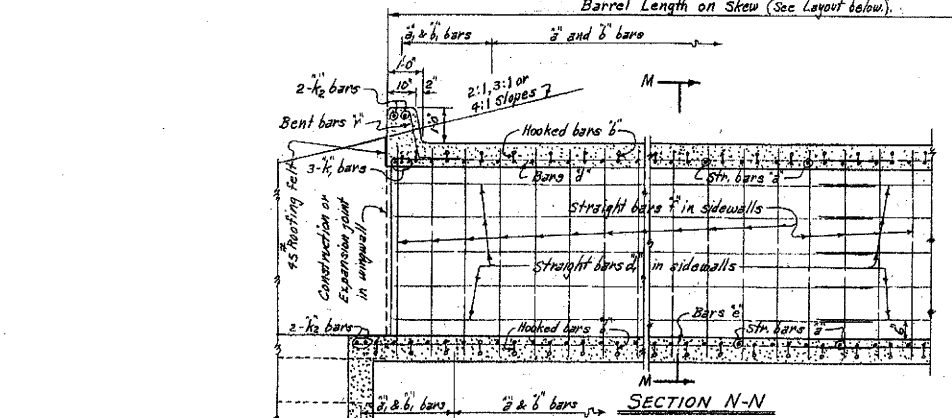 Barrel Length on Skew (See Layout below.)
"a₁" & "b₁" bars
"a" and "b" bars
1'-0"
10"
2"
2:1, 3:1 or
4:1 Slopes
M
2-"k₂" bars
Bent bars "r"
1'-0"
Hooked bars "b"
3-"k₁" bars
Bars "d"
Str. bars "a"
45# Roofing felt
Construction or
Expansion joint
in wingwall
Straight bars "f" in sidewalls
Straight bars "d₁" in sidewalls
2-"k₂" bars
Hooked bars "b"
Bars "e"
Str. bars "a"
6"
M
SECTION N-N
"a₁" & "b₁" bars
"a" & "b" bars